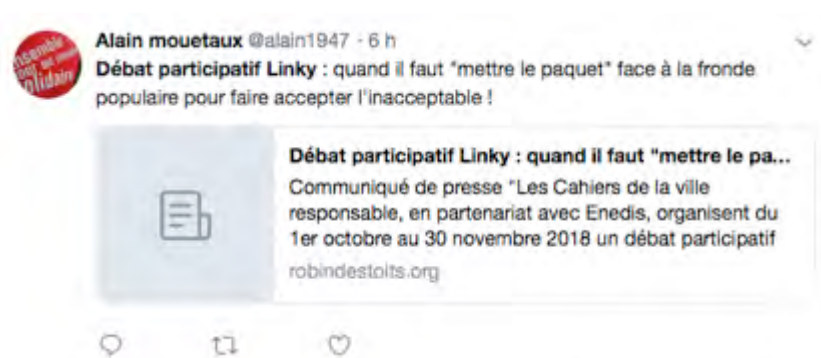 ensemble
solidair
Alain mouetaux @alain1947 · 6 h
Débat participatif Linky : quand il faut "mettre le paquet" face à la fronde
populaire pour faire accepter l'inacceptable !
Débat participatif Linky : quand il faut "mettre le pa...
Communiqué de presse "Les Cahiers de la ville
responsable, en partenariat avec Enedis, organisent du
1er octobre au 30 novembre 2018 un débat participatif
robindestoits.org